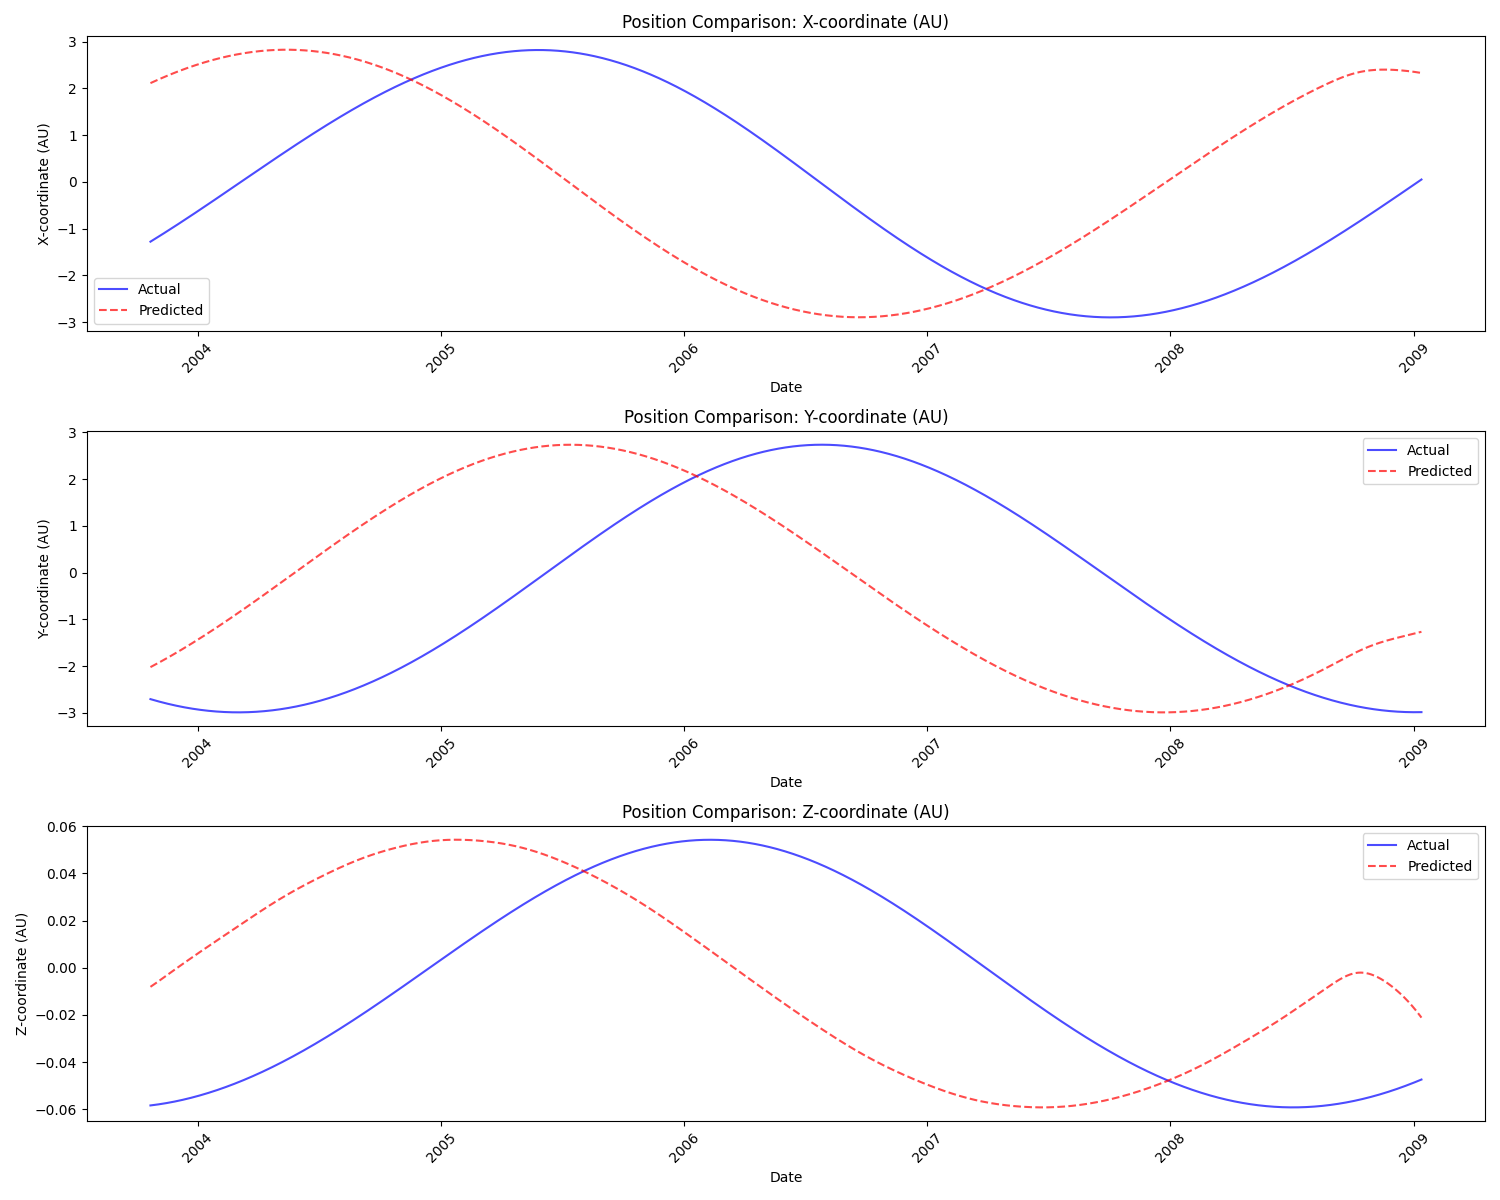 Position Comparison: X-coordinate (AU)
X-coordinate (AU)
3
2
1
0
−1
−2
−3
Actual
Predicted
2004
2005
2006
2007
2008
2009
Date
Position Comparison: Y-coordinate (AU)
Y-coordinate (AU)
3
2
1
0
−1
−2
−3
Actual
Predicted
2004
2005
2006
2007
2008
2009
Date
Position Comparison: Z-coordinate (AU)
Z-coordinate (AU)
0.06
0.04
0.02
0.00
−0.02
−0.04
−0.06
Actual
Predicted
2004
2005
2006
2007
2008
2009
Date